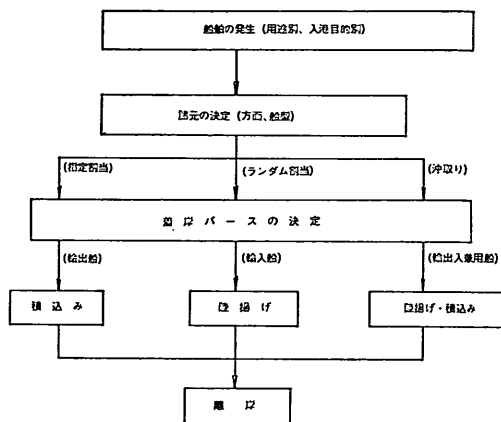 船舶の発生(用途別、入港目的別)
諸元の決定(方面、船型)
(指定割当)
(ランダム割当)
(沖取り)
着岸バースの決定
(輸出船)
(輸入船)
(輸出入兼用船)
積込み
陸揚げ
陸揚げ・積込み
離岸